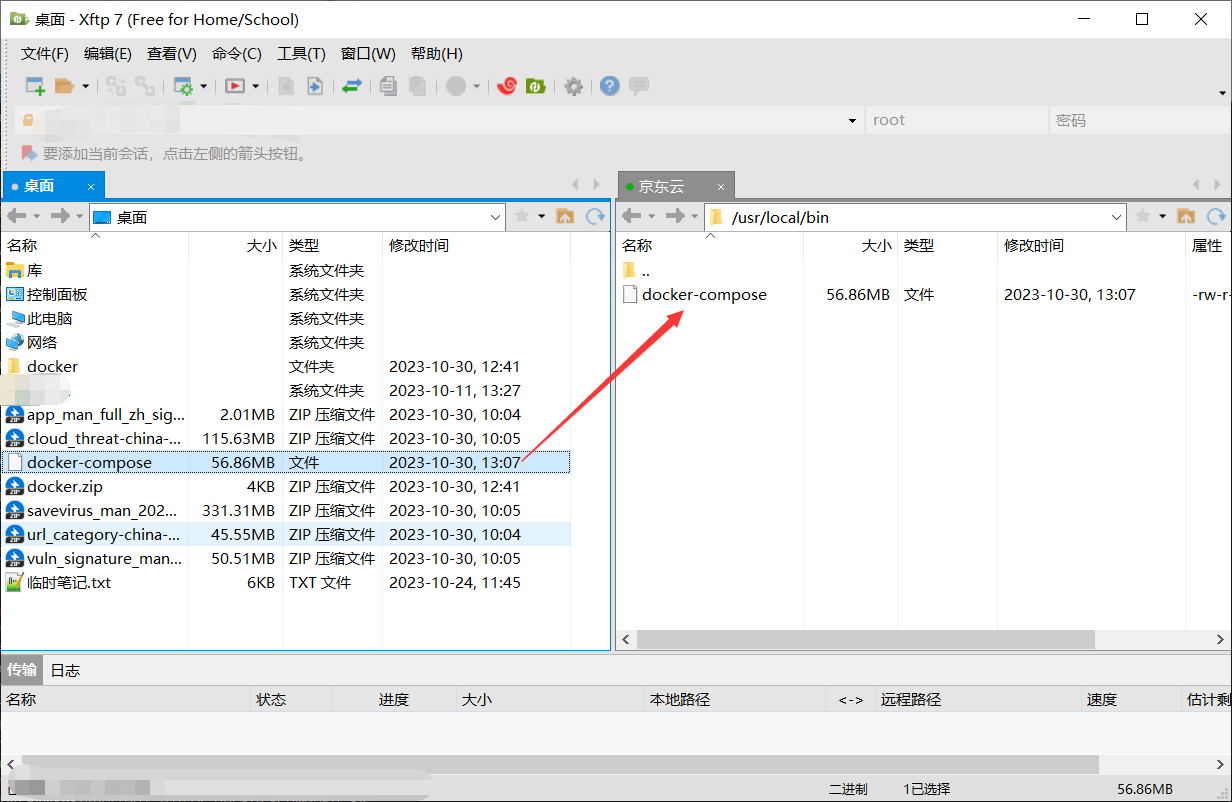 桌面 - Xftp 7 (Free for Home/School)
文件(F) 编辑(E) 查看(V) 命令(C) 工具(T) 窗口(W) 帮助(H)
root 密码
要添加当前会话，点击左侧的箭头按钮。
桌面 × 京东云 ×
桌面 /usr/local/bin
名称 大小 类型 修改时间 名称 大小 类型 修改时间 属性
库 系统文件夹 ..
控制面板 系统文件夹 docker-compose 56.86MB 文件 2023-10-30, 13:07 -rw-r-
此电脑 系统文件夹
网络 系统文件夹
docker 文件夹 2023-10-30, 12:41
系统文件夹 2023-10-11, 13:27
app_man_full_zh_sig... 2.01MB ZIP 压缩文件 2023-10-30, 10:04
cloud_threat-china-... 115.63MB ZIP 压缩文件 2023-10-30, 10:05
docker-compose 56.86MB 文件 2023-10-30, 13:07
docker.zip 4KB ZIP 压缩文件 2023-10-30, 12:41
savevirus_man_202... 331.31MB ZIP 压缩文件 2023-10-30, 10:05
url_category-china-... 45.55MB ZIP 压缩文件 2023-10-30, 10:04
vuln_signature_man... 50.51MB ZIP 压缩文件 2023-10-30, 10:05
临时笔记.txt 6KB TXT 文件 2023-10-24, 11:45
传输 日志
名称 状态 进度 大小 本地路径 <-> 远程路径 速度 估计剩
二进制 1已选择 56.86MB